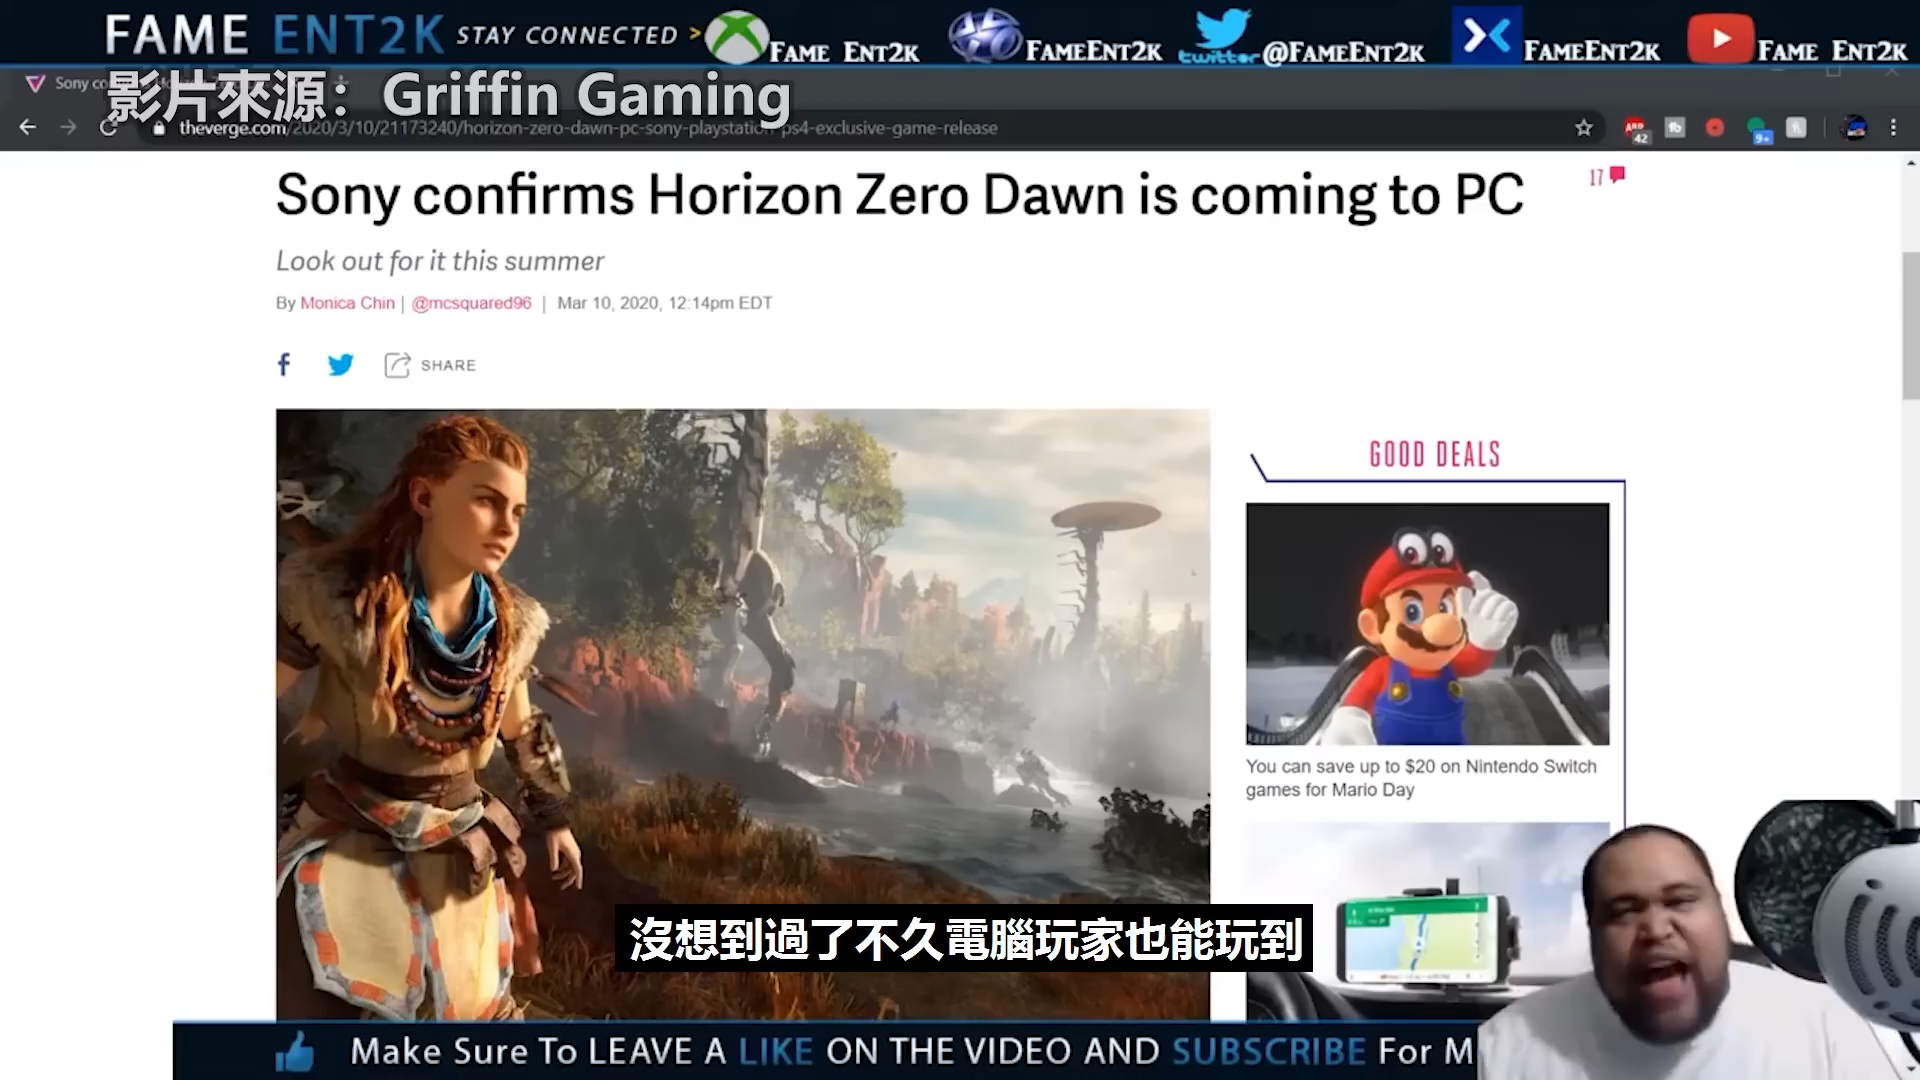 FAME ENT2K STAY CONNECTED > FAME ENT2K FAMEENT2K twitter @FAMEENT2K FAMEENT2K FAME ENT2K
Sony co
影片來源：Griffin Gaming
theverge.com/2020/3/10/21173240/horizon-zero-dawn-pc-sony-playstation-ps4-exclusive-game-release
ABP 42 9+
Sony confirms Horizon Zero Dawn is coming to PC
17
Look out for it this summer
By Monica Chin | @mcsquared96 | Mar 10, 2020, 12:14pm EDT
f SHARE
GOOD DEALS
You can save up to $20 on Nintendo Switch
games for Mario Day
沒想到過了不久電腦玩家也能玩到
Make Sure To LEAVE A LIKE ON THE VIDEO AND SUBSCRIBE For M